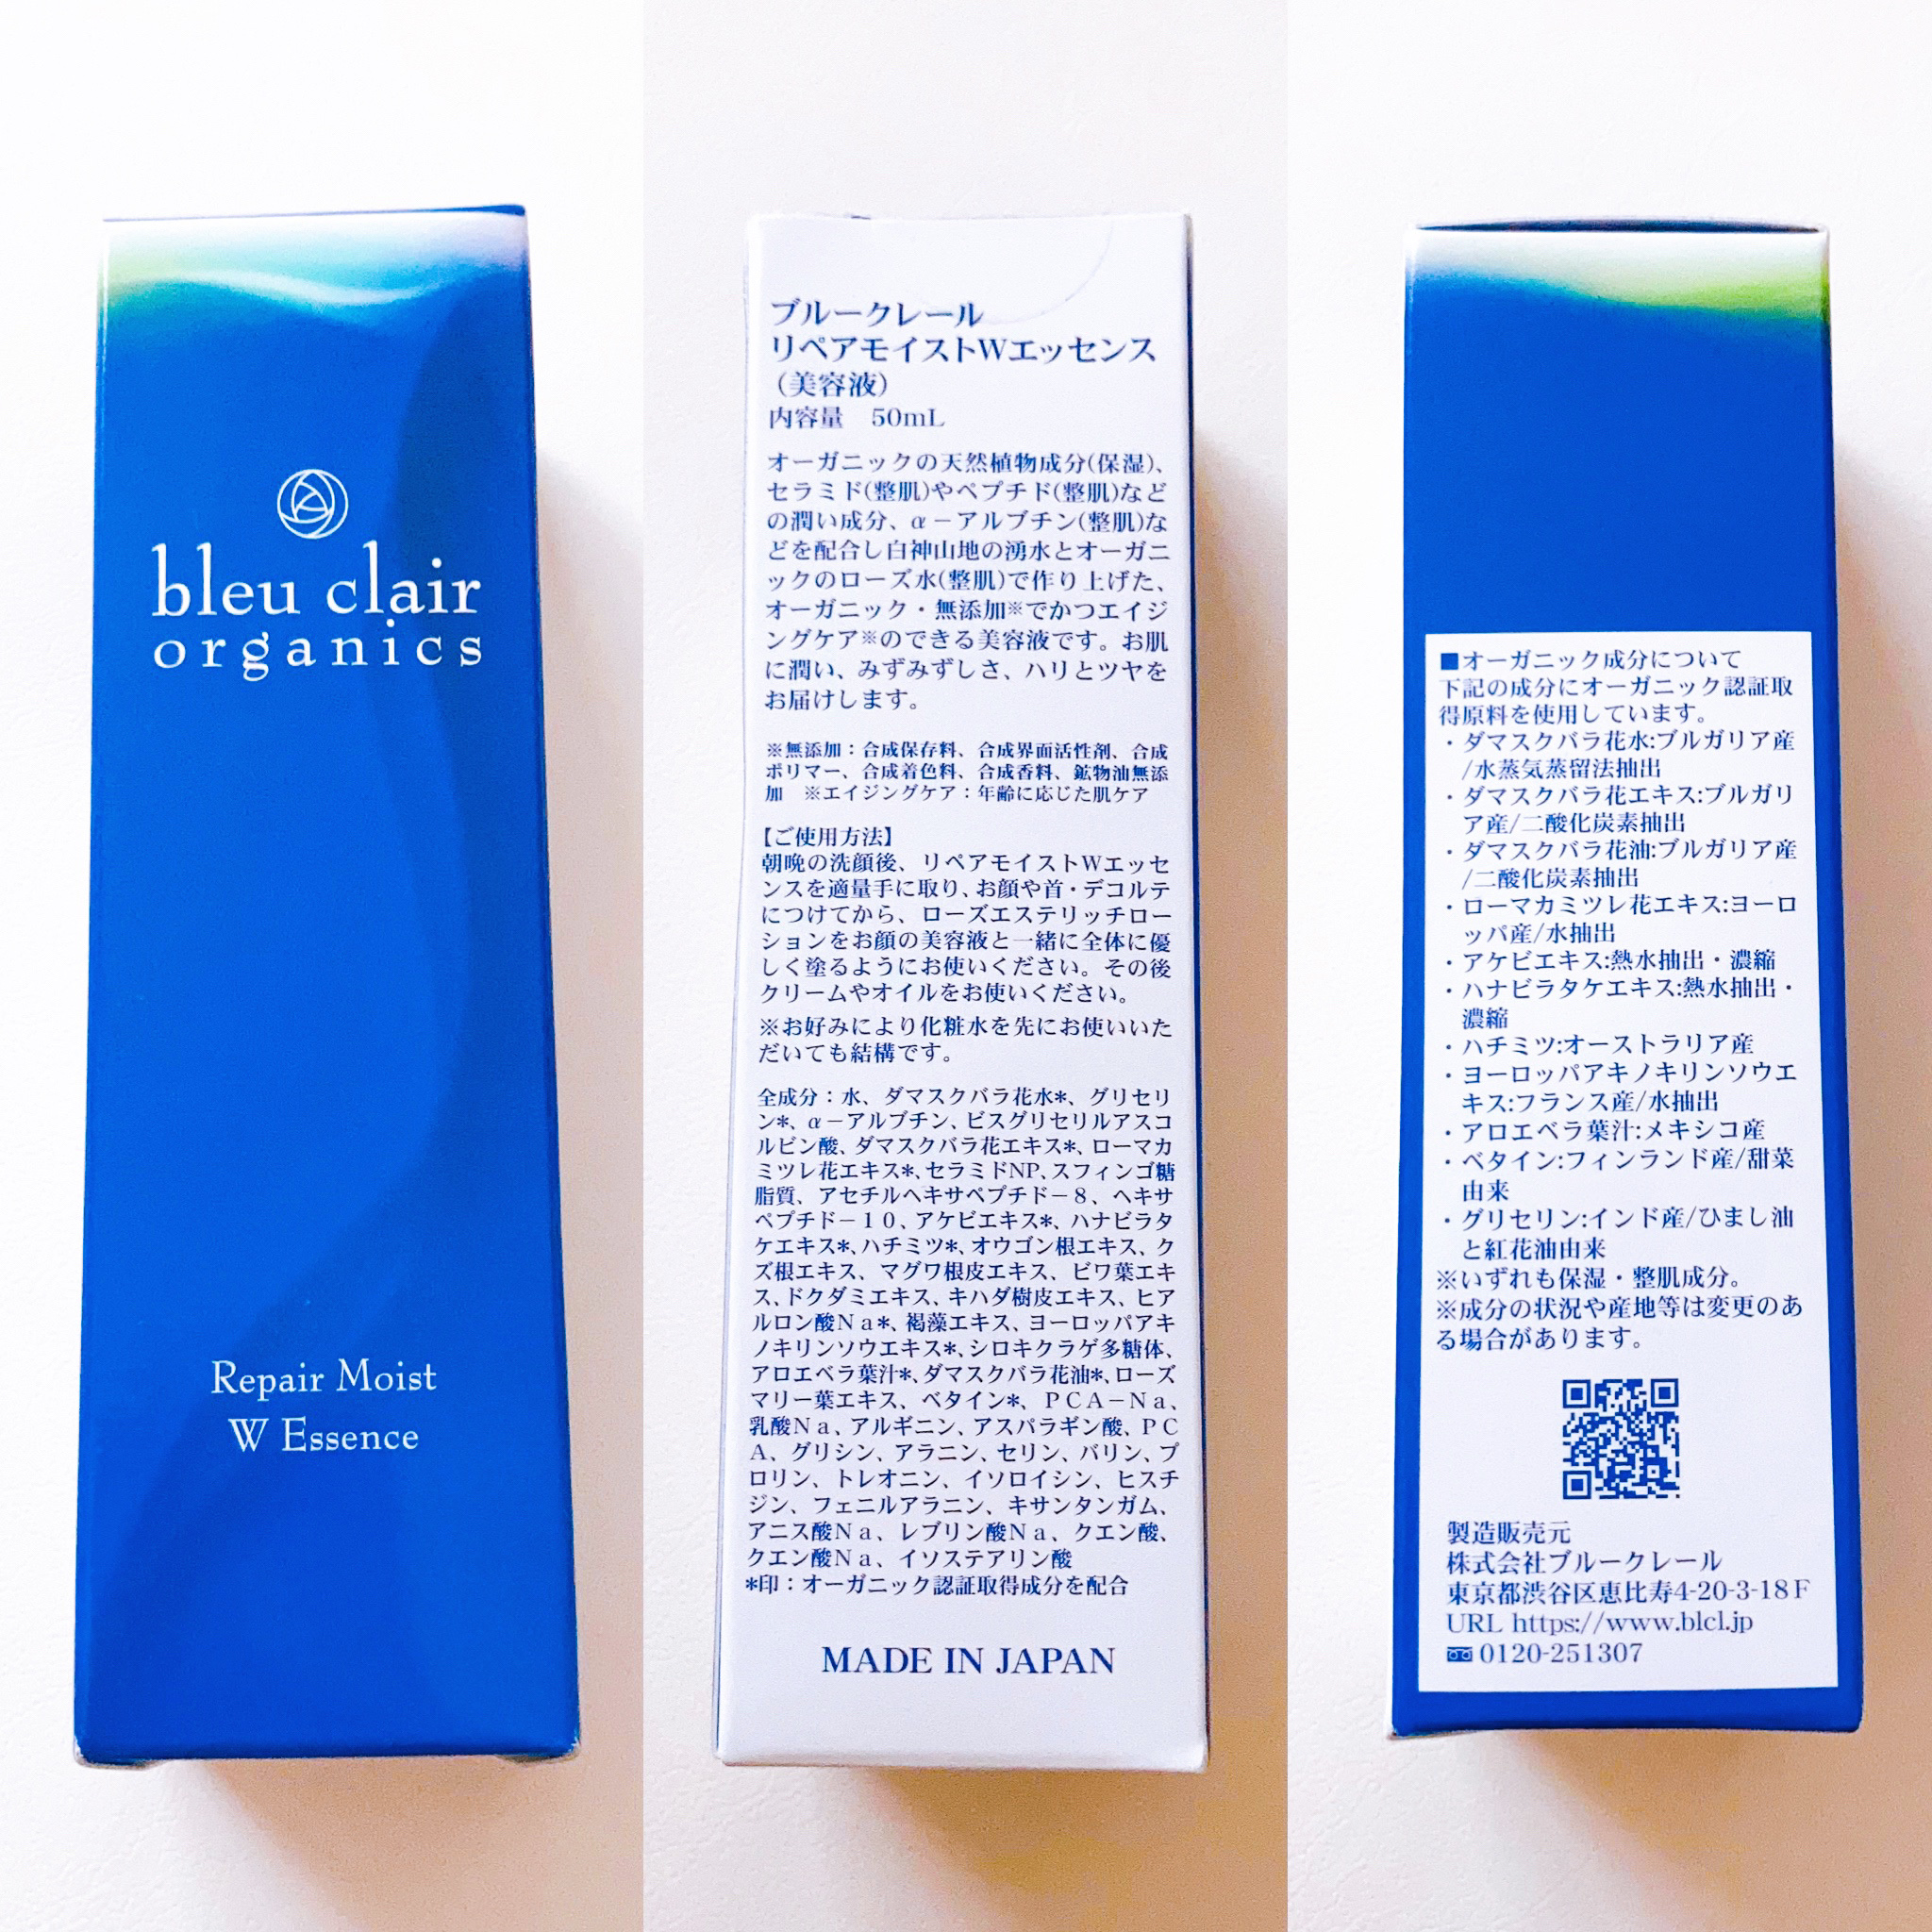 bleu clair
organics
Repair Moist
W Essence
ブルークレール
リペアモイストWエッセンス
（美容液）
内容量　50mL
オーガニックの天然植物成分(保湿)、
セラミド(整肌)やペプチド(整肌)など
の潤い成分、α－アルブチン(整肌)な
どを配合し白神山地の湧水とオーガニ
ックのローズ水(整肌)で作り上げた、
オーガニック・無添加※でかつエイジ
ングケア※のできる美容液です。お肌
に潤い、みずみずしさ、ハリとツヤを
お届けします。
※無添加：合成保存料、合成界面活性剤、合成
ポリマー、合成着色料、合成香料、鉱物油無添
加　※エイジングケア：年齢に応じた肌ケア
【ご使用方法】
朝晩の洗顔後、リペアモイストWエッセ
ンスを適量手に取り、お顔や首・デコルテ
につけてから、ローズエステリッチロー
ションをお顔の美容液と一緒に全体に優
しく塗るようにお使いください。その後
クリームやオイルをお使いください。
※お好みにより化粧水を先にお使いいた
だいても結構です。
全成分：水、ダマスクバラ花水*、グリセリ
ン*、α－アルブチン、ビスグリセリルアスコ
ルビン酸、ダマスクバラ花エキス*、ローマカ
ミツレ花エキス*、セラミドNP、スフィンゴ糖
脂質、アセチルヘキサペプチド－8、ヘキサ
ペプチド－10、アケビエキス*、ハナビラタ
ケエキス*、ハチミツ*、オウゴン根エキス、ク
ズ根エキス、マグワ根皮エキス、ビワ葉エキ
ス、ドクダミエキス、キハダ樹皮エキス、ヒア
ルロン酸Na*、褐藻エキス、ヨーロッパアキ
ノキリンソウエキス*、シロキクラゲ多糖体、
アロエベラ葉汁*、ダマスクバラ花油*、ローズ
マリー葉エキス、ベタイン*、PCA－Na、
乳酸Na、アルギニン、アスパラギン酸、PC
A、グリシン、アラニン、セリン、バリン、プ
ロリン、トレオニン、イソロイシン、ヒスチ
ジン、フェニルアラニン、キサンタンガム、
アニス酸Na、レブリン酸Na、クエン酸、
クエン酸Na、イソステアリン酸
*印：オーガニック認証取得成分を配合
MADE IN JAPAN
■オーガニック成分について
下記の成分にオーガニック認証取
得原料を使用しています。
・ダマスクバラ花水:ブルガリア産
/水蒸気蒸留法抽出
・ダマスクバラ花エキス:ブルガリ
ア産/二酸化炭素抽出
・ダマスクバラ花油:ブルガリア産
/二酸化炭素抽出
・ローマカミツレ花エキス:ヨーロ
ッパ産/水抽出
・アケビエキス:熱水抽出・濃縮
・ハナビラタケエキス:熱水抽出・
濃縮
・ハチミツ:オーストラリア産
・ヨーロッパアキノキリンソウエ
キス:フランス産/水抽出
・アロエベラ葉汁:メキシコ産
・ベタイン:フィンランド産/甜菜
由来
・グリセリン:インド産/ひまし油
と紅花油由来
※いずれも保湿・整肌成分。
※成分の状況や産地等は変更のあ
る場合があります。
製造販売元
株式会社ブルークレール
東京都渋谷区恵比寿4-20-3-18F
URL https://www.blcl.jp
0120-251307